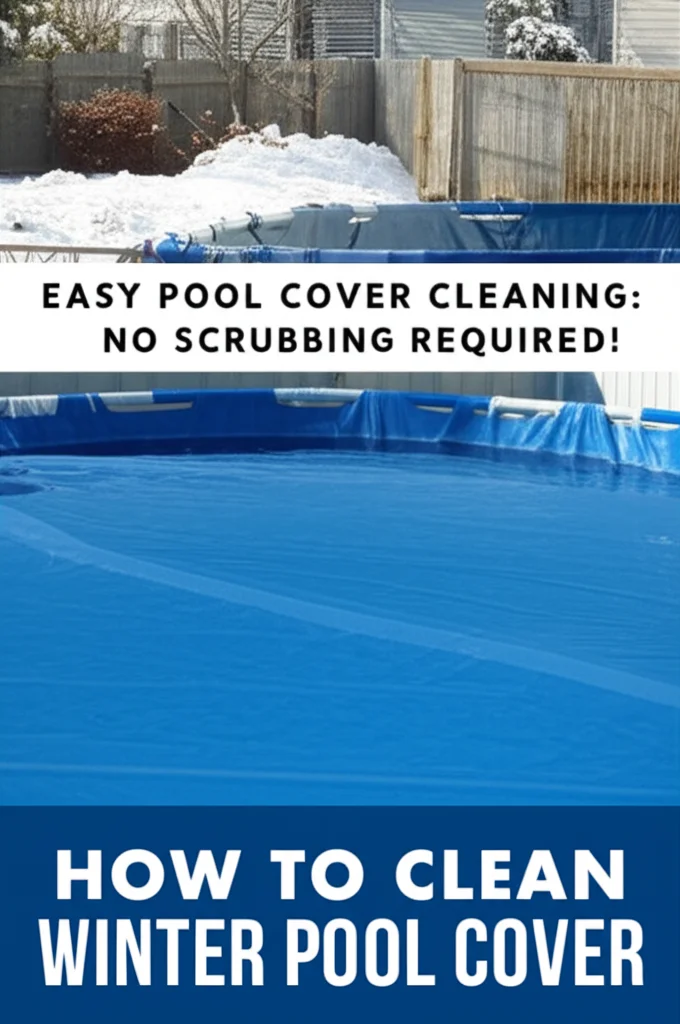 EASY POOL COVER CLEANING:
NO SCRUBBING REQUIRED!
HOW TO CLEAN
WINTER POOL COVER